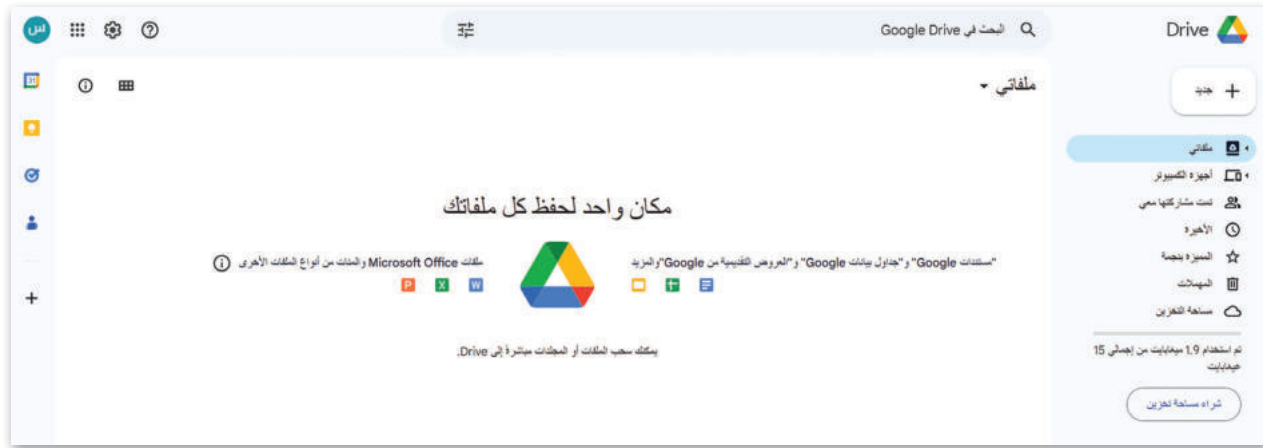 Drive
البحث في Google Drive
س
جديد
ملفاتي
أجهزة الكمبيوتر
تمت مشاركتها معي
الأخيرة
المميزة بنجمة
المهملات
مساحة التخزين
تم استخدام 1,9 ميغابايت من إجمالي 15
غيغابايت
شراء مساحة تخزين
ملفاتي
مكان واحد لحفظ كل ملفاتك
"مستندات Google" و"جداول بيانات Google" و"العروض التقديمية من Google"والمزيد
ملفات Microsoft Office والمئات من أنواع الملفات الأخرى
W X P
يمكنك سحب الملفات أو المجلدات مباشرةً إلى Drive.
31